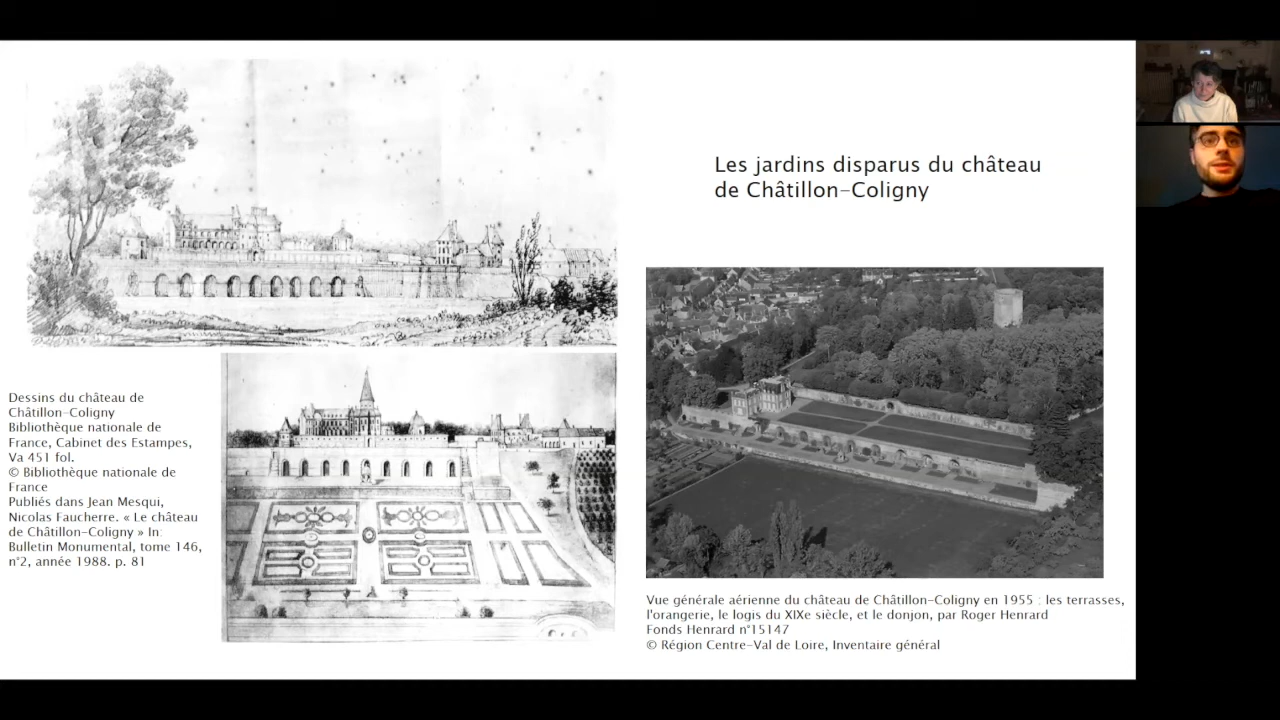 Les jardins disparus du château
de Châtillon-Coligny
Dessins du château de
Châtillon-Coligny
Bibliothèque nationale de
France, Cabinet des Estampes,
Va 451 fol.
© Bibliothèque nationale de
France
Publiés dans Jean Mesqui,
Nicolas Faucherre. « Le château
de Châtillon-Coligny » In:
Bulletin Monumental, tome 146,
n°2, année 1988. p. 81
Vue générale aérienne du château de Châtillon-Coligny en 1955 : les terrasses,
l'orangerie, le logis du XIXe siècle, et le donjon, par Roger Henrard
Fonds Henrard n°15147
© Région Centre-Val de Loire, Inventaire général